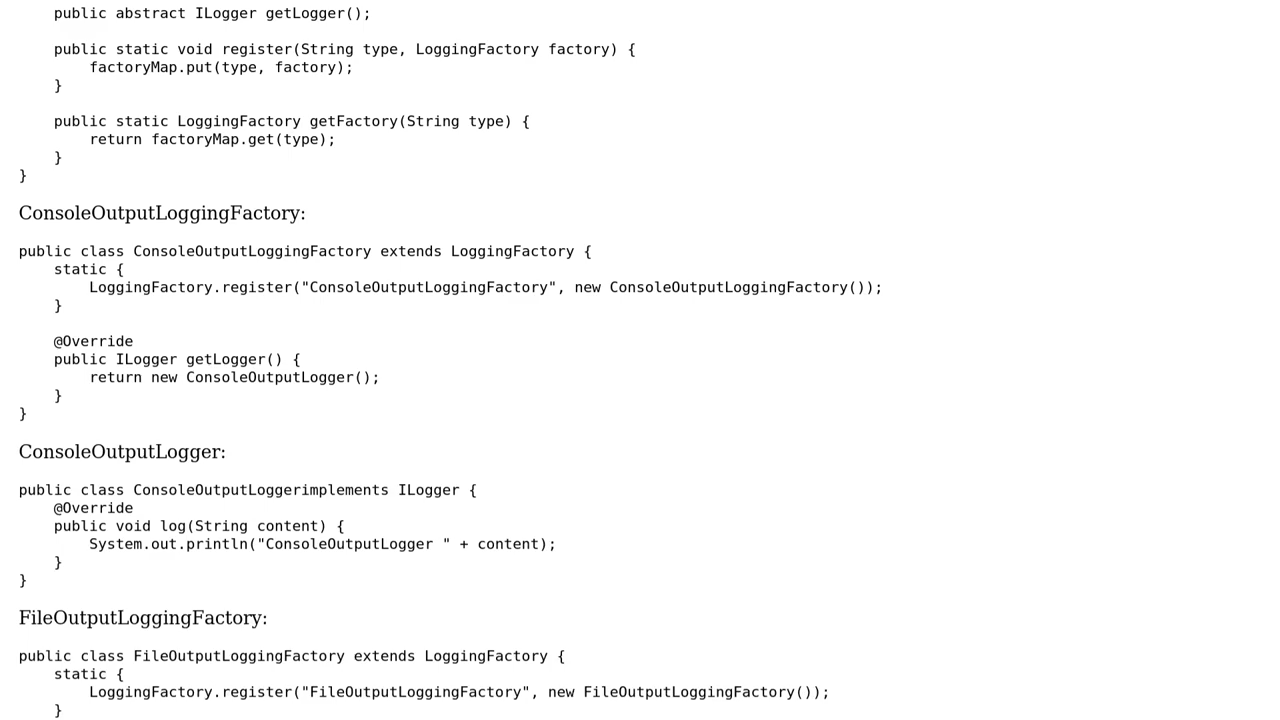 public abstract ILogger getLogger();
public static void register(String type, LoggingFactory factory) {
factoryMap.put(type, factory);
}
public static LoggingFactory getFactory(String type) {
return factoryMap.get(type);
}
}
ConsoleOutputLoggingFactory:
public class ConsoleOutputLoggingFactory extends LoggingFactory {
static {
LoggingFactory.register("ConsoleOutputLoggingFactory", new ConsoleOutputLoggingFactory());
}
@Override
public ILogger getLogger() {
return new ConsoleOutputLogger();
}
}
ConsoleOutputLogger:
public class ConsoleOutputLoggerimplements ILogger {
@Override
public void log(String content) {
System.out.println("ConsoleOutputLogger " + content);
}
}
FileOutputLoggingFactory:
public class FileOutputLoggingFactory extends LoggingFactory {
static {
LoggingFactory.register("FileOutputLoggingFactory", new FileOutputLoggingFactory());
}